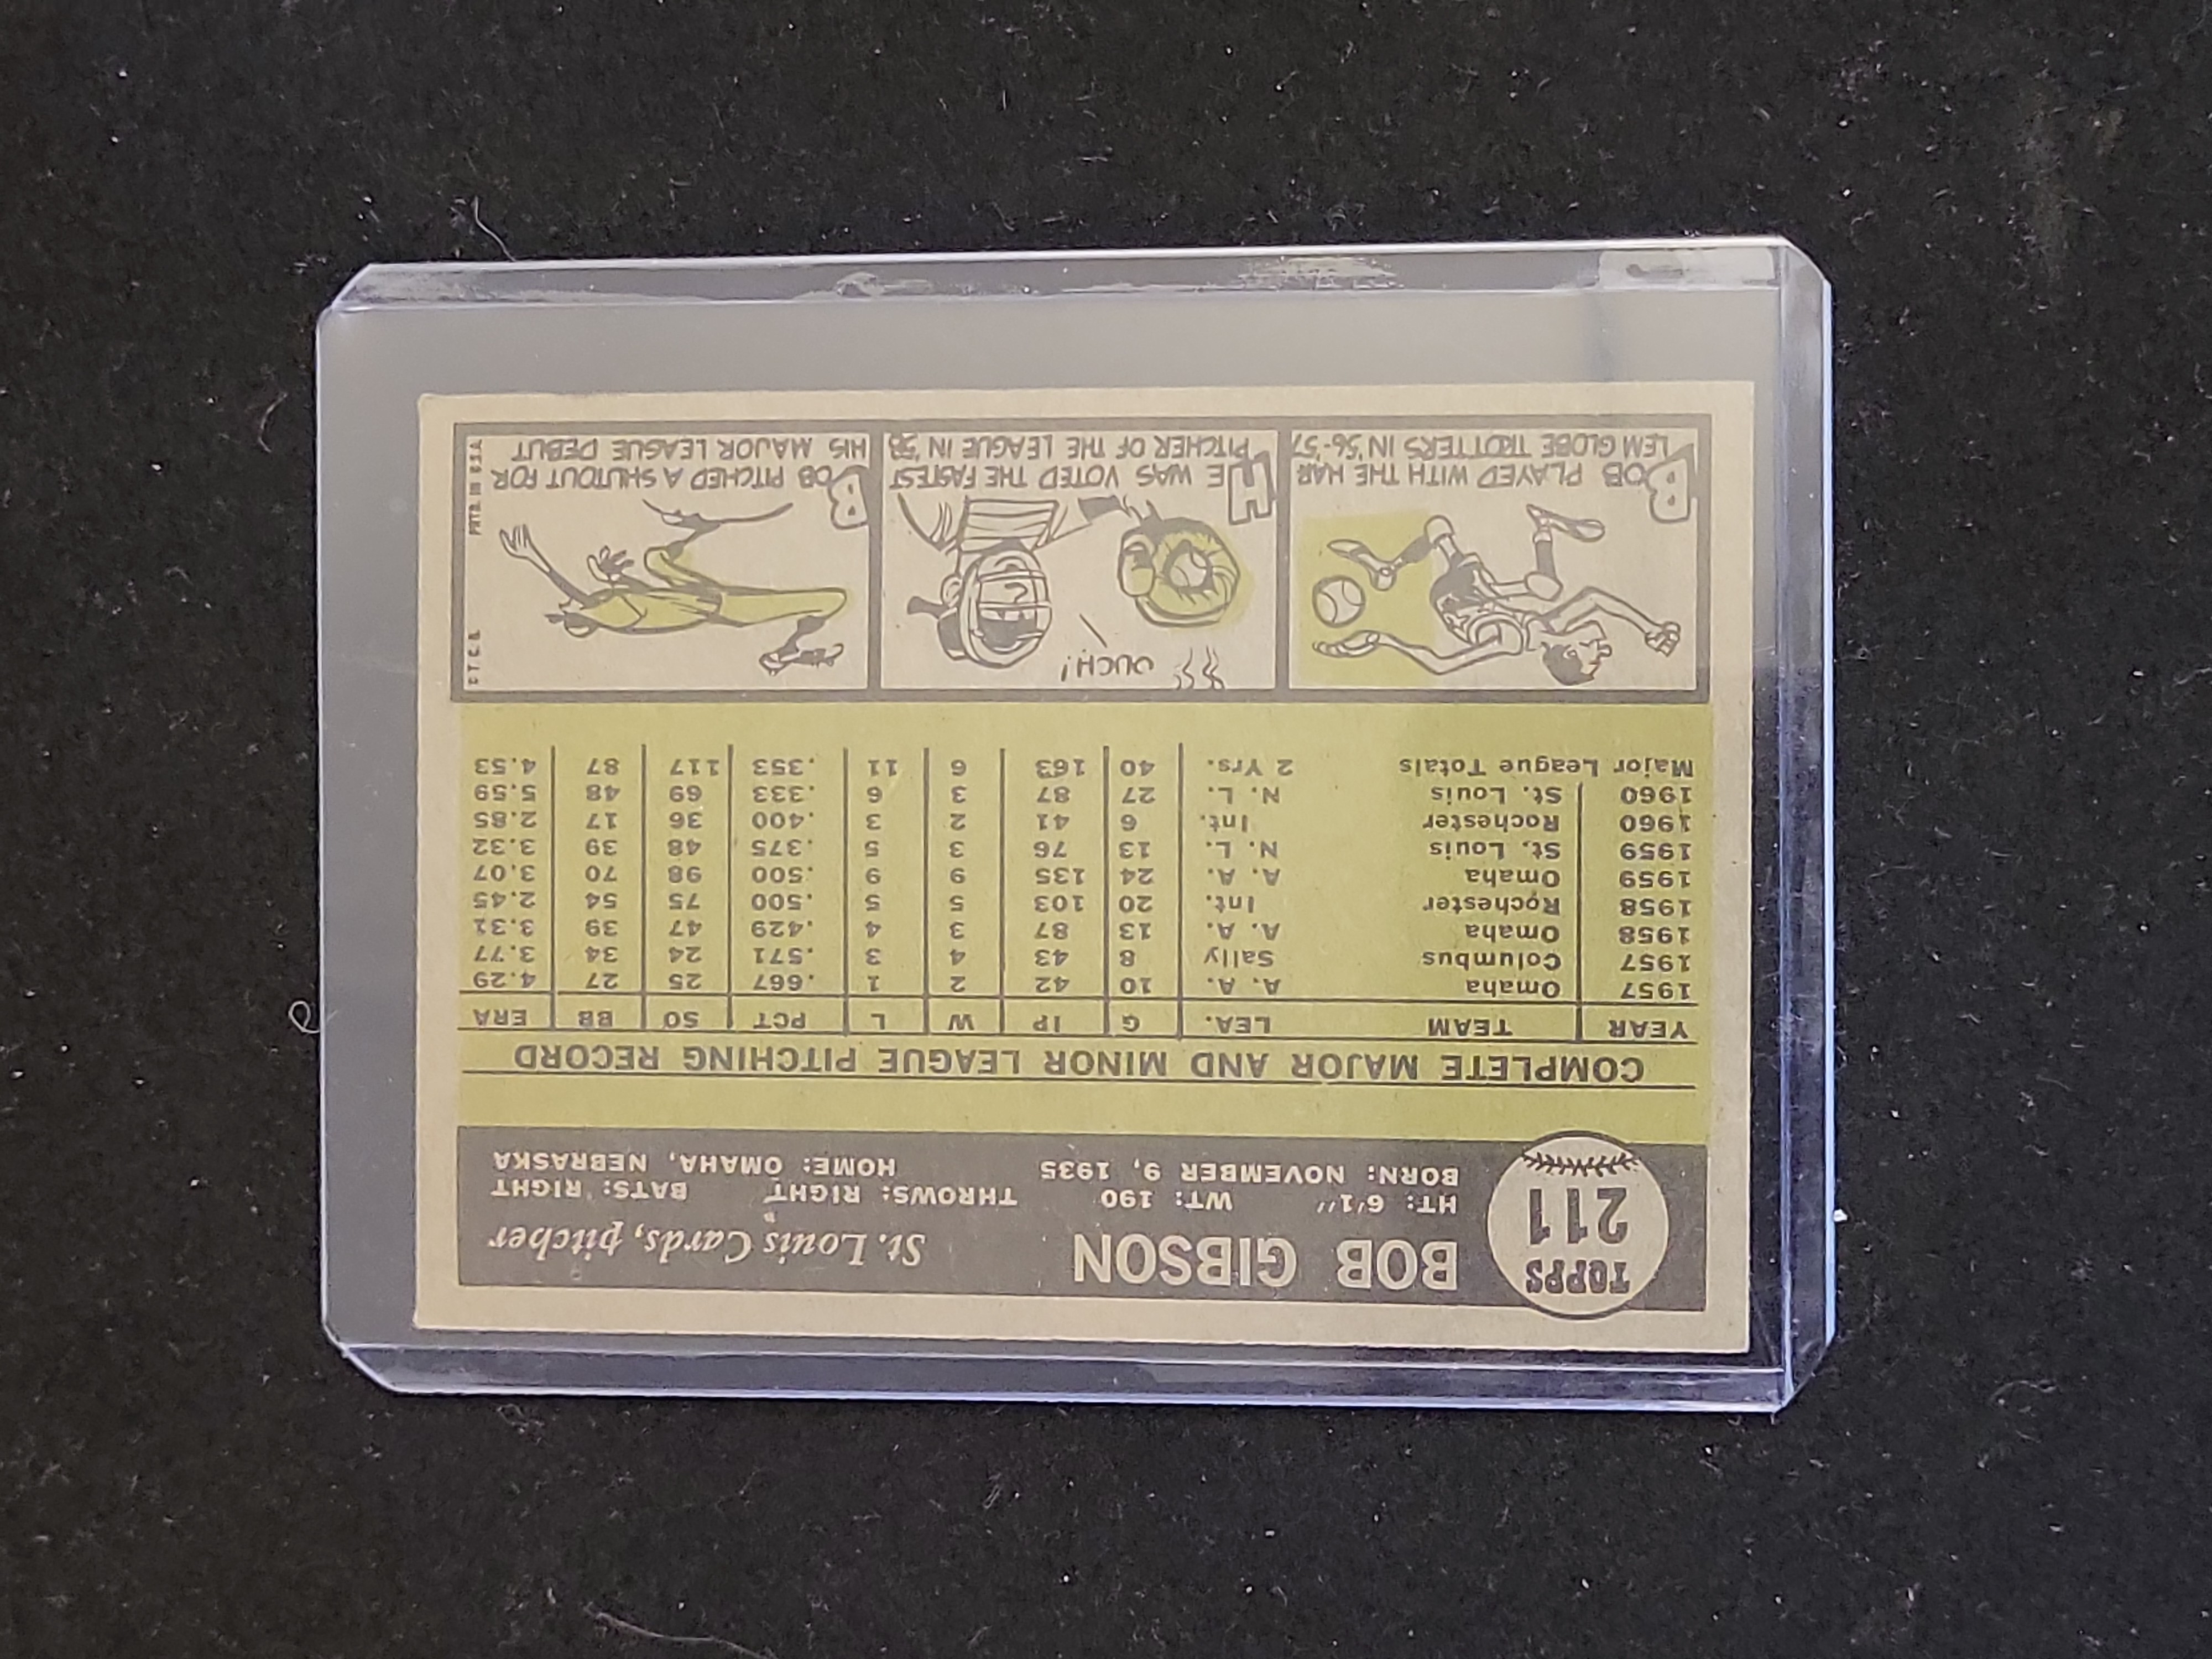 TOPPS
211
BOB GIBSON St. Louis Cards, pitcher
HT: 6'1" WT: 190 THROWS: RIGHT BATS: RIGHT
BORN: NOVEMBER 9, 1935 HOME: OMAHA, NEBRASKA
COMPLETE MAJOR AND MINOR LEAGUE PITCHING RECORD
YEAR TEAM LEA. G IP W L PCT SO BB ERA
1957 Omaha A. A. 10 42 2 1 .667 25 27 4.29
1957 Columbus Sally 8 43 4 3 .571 24 34 3.77
1958 Omaha A. A. 13 87 3 4 .429 47 39 3.31
1958 Rochester Int. 20 103 5 5 .500 75 54 2.45
1959 Omaha A. A. 24 135 9 9 .500 98 70 3.07
1959 St. Louis N. L. 13 76 3 5 .375 48 39 3.32
1960 Rochester Int. 6 41 2 3 .400 36 17 2.85
1960 St. Louis N. L. 27 87 3 6 .333 69 48 5.59
Major League Totals 2 Yrs. 40 163 6 11 .353 117 87 4.53
BOB PLAYED WITH THE HAR
LEM GLOBE TROTTERS IN '56-'57
OUCH!
HE WAS VOTED THE FASTEST
PITCHER OF THE LEAGUE IN '58
BOB PITCHED A SHUTOUT FOR
HIS MAJOR LEAGUE DEBUT
© T.C.G. PRTD. IN U.S.A.